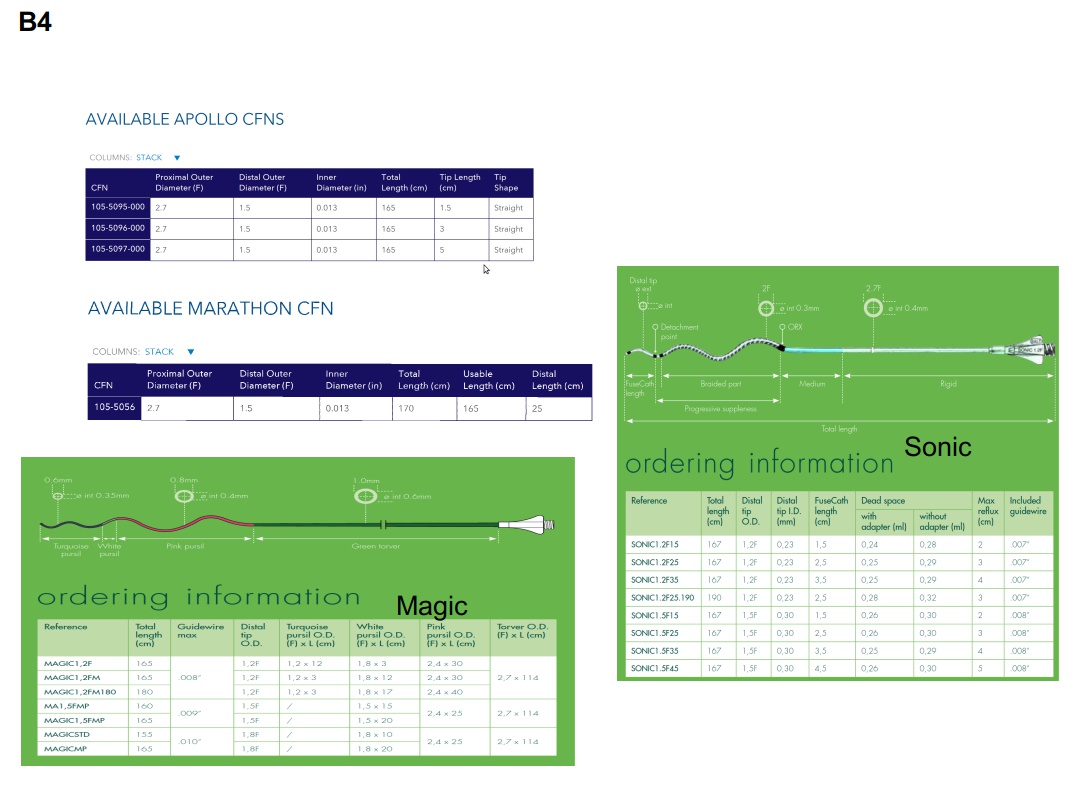 B4
AVAILABLE APOLLO CFNS
COLUMNS: STACK ▼
CFN Proximal Outer Diameter (F) Distal Outer Diameter (F) Inner Diameter (in) Total Length (cm) Tip Length (cm) Tip Shape
105-5095-000 2.7 1.5 0.013 165 1.5 Straight
105-5096-000 2.7 1.5 0.013 165 3 Straight
105-5097-000 2.7 1.5 0.013 165 5 Straight
AVAILABLE MARATHON CFN
COLUMNS: STACK ▼
CFN Proximal Outer Diameter (F) Distal Outer Diameter (F) Inner Diameter (in) Total Length (cm) Usable Length (cm) Distal Length (cm)
105-5056 2.7 1.5 0.013 170 165 25
0.6mm 0.8mm 1.0mm
ø int 0.35mm ø int 0.4mm ø int 0.6mm
Turquoise pursil White pursil Pink pursil Green torver
ordering information
Magic
Reference Total length (cm) Guidewire max Distal tip O.D. Turquoise pursil O.D. (F) x L (cm) White pursil O.D. (F) x L (cm) Pink pursil O.D. (F) x L (cm) Torver O.D. (F) x L (cm)
MAGIC1,2F 165 .008" 1,2F 1,2 x 12 1,8 x 3 2,4 x 30 2,7 x 114
MAGIC1,2FM 165 1,2F 1,2 x 3 1,8 x 12 2,4 x 30
MAGIC1,2FM180 180 1,2F 1,2 x 3 1,8 x 17 2,4 x 40
MA1,5FMP 160 .009" 1,5F / 1,5 x 15 2,4 x 25 2,7 x 114
MAGIC1,5FMP 165 1,5F / 1,5 x 20
MAGICSTD 155 .010" 1,8F / 1,8 x 10 2,4 x 25 2,7 x 114
MAGICMP 165 1,8F / 1,8 x 20
Distal tip ø ext 2F 2.7F
ø int ø int 0.3mm ø int 0.4mm
Detachment point ORX
FuseCath length Braided part Medium Rigid
Progressive suppleness
Total length
Sonic
ordering information
Reference Total length (cm) Distal tip O.D. Distal tip I.D. (mm) FuseCath length (cm) Dead space with adapter (ml) without adapter (ml) Max reflux (cm) Included guidewire
SONIC1.2F15 167 1,2F 0,23 1,5 0,24 0,28 2 .007"
SONIC1.2F25 167 1,2F 0,23 2,5 0,25 0,29 3 .007"
SONIC1.2F35 167 1,2F 0,23 3,5 0,25 0,29 4 .007"
SONIC1.2F25.190 190 1,2F 0,23 2,5 0,28 0,32 3 .007"
SONIC1.5F15 167 1,5F 0,30 1,5 0,26 0,30 2 .008"
SONIC1.5F25 167 1,5F 0,30 2,5 0,26 0,30 3 .008"
SONIC1.5F35 167 1,5F 0,30 3,5 0,25 0,29 4 .008"
SONIC1.5F45 167 1,5F 0,30 4,5 0,26 0,30 5 .008"